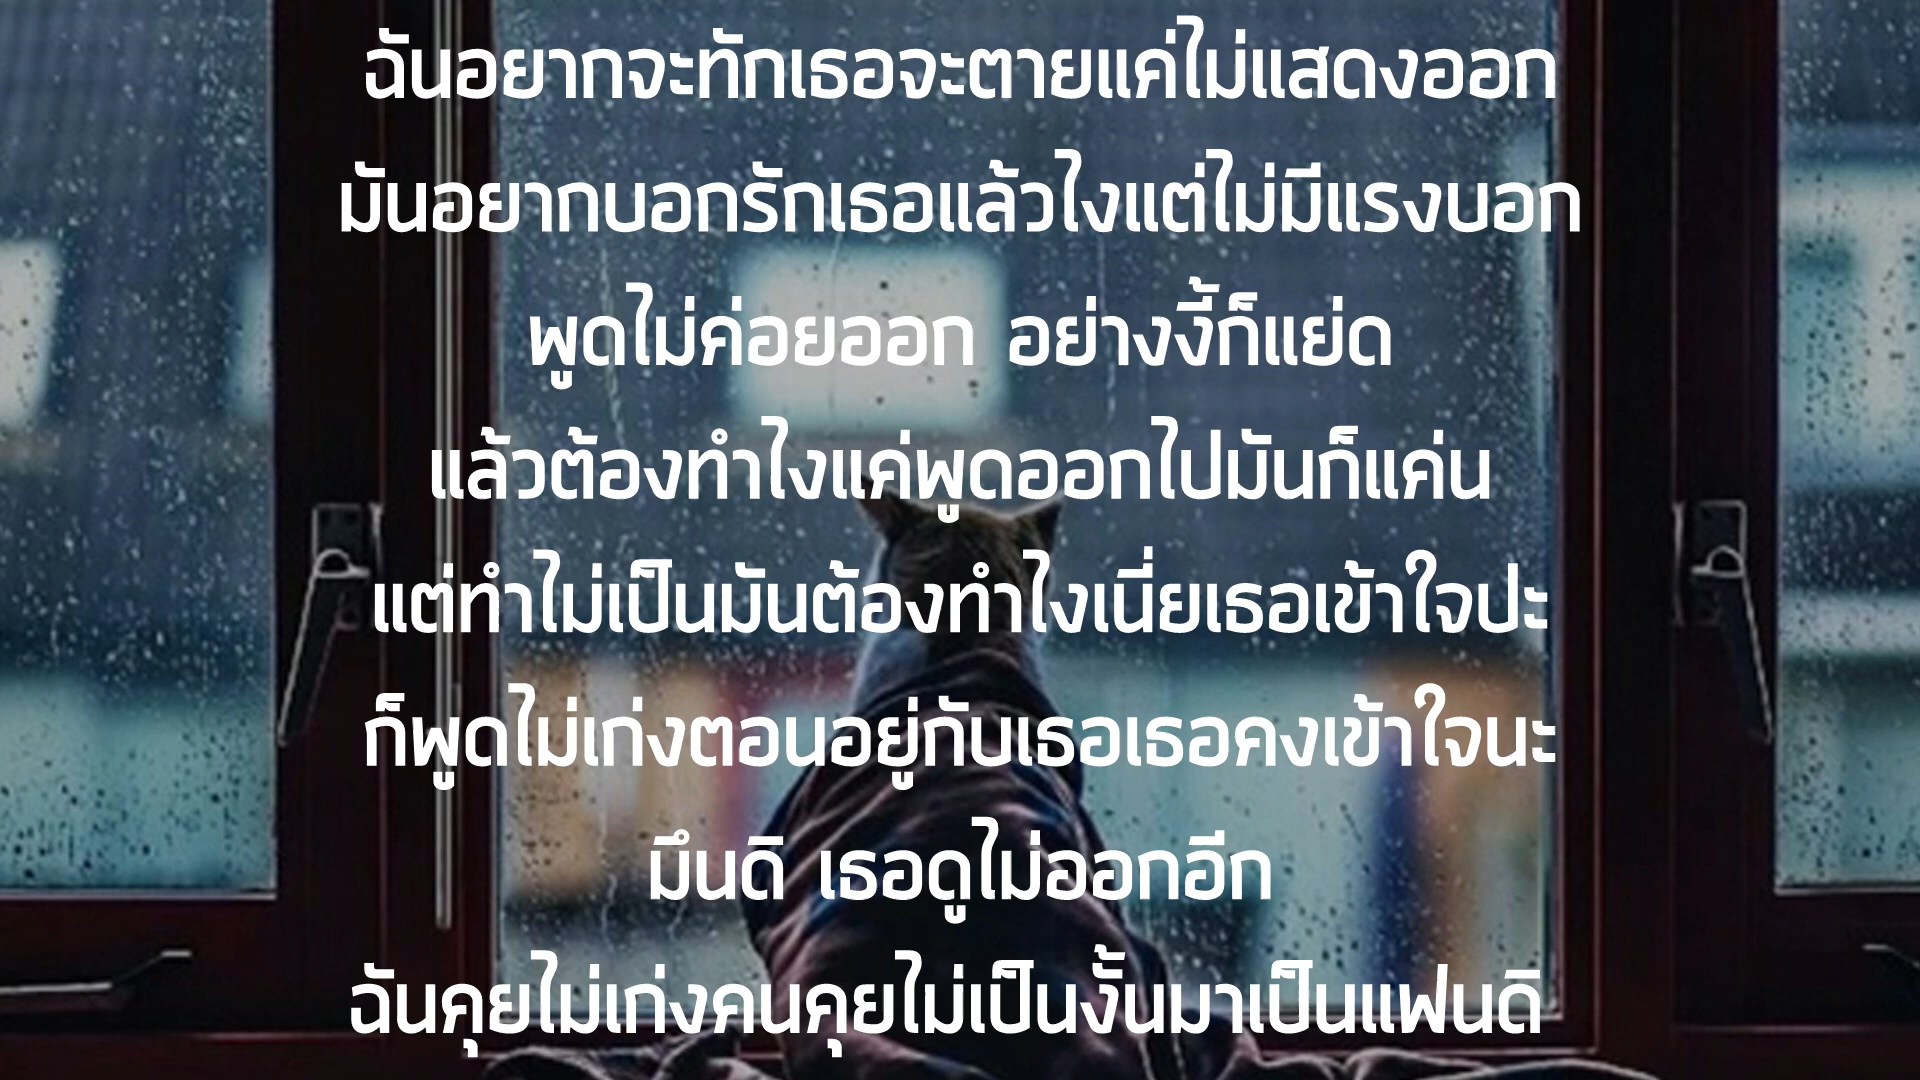 ฉันอยากจะทักเธอจะตายแค่ไม่แสดงออก
มันอยากบอกรักเธอแล้วไงแต่ไม่มีแรงบอก
พูดไม่ค่อยออก อย่างงี้ก็แย่ด
แล้วต้องทำไงแค่พูดออกไปมันก็แค่น
แต่ทำไม่เป็นมันต้องทำไงเนี่ยเธอเข้าใจปะ
ก็พูดไม่เก่งตอนอยู่กับเธอเธอคงเข้าใจนะ
มึนดิ เธอดูไม่ออกอีก
ฉันคุยไม่เก่งคนคุยไม่เป็นงั้นมาเป็นแฟนดิ